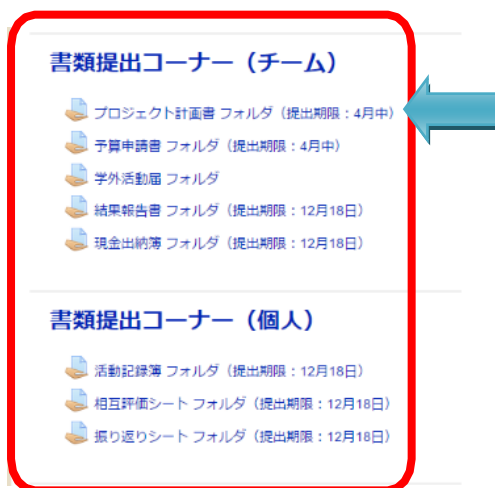 書類提出コーナー（チーム）
プロジェクト計画書 フォルダ（提出期限：4月中）
予算申請書 フォルダ（提出期限：4月中）
学外活動届 フォルダ
結果報告書 フォルダ（提出期限：12月18日）
現金出納簿 フォルダ（提出期限：12月18日）
書類提出コーナー（個人）
活動記録簿 フォルダ（提出期限：12月18日）
相互評価シート フォルダ（提出期限：12月18日）
振り返りシート フォルダ（提出期限：12月18日）